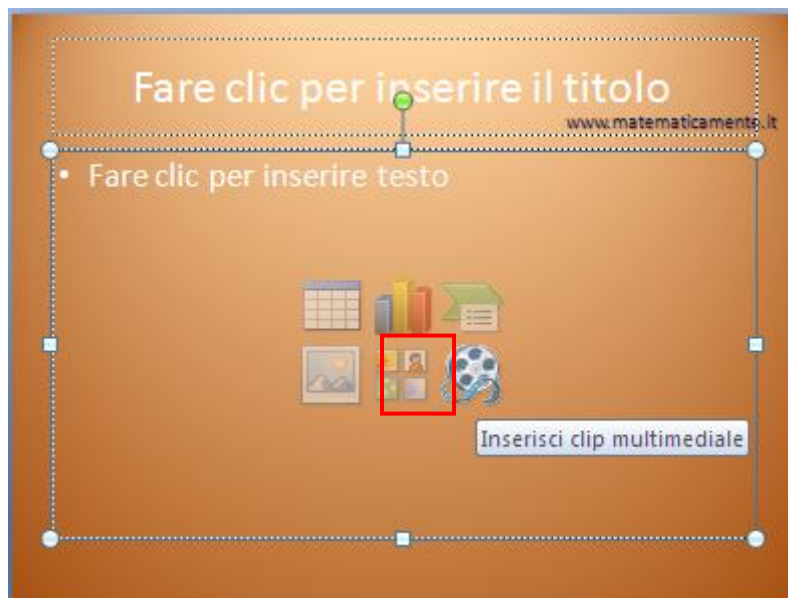 Fare clic per inserire il titolo
www.matematicamente.it
• Fare clic per inserire testo
Inserisci clip multimediale